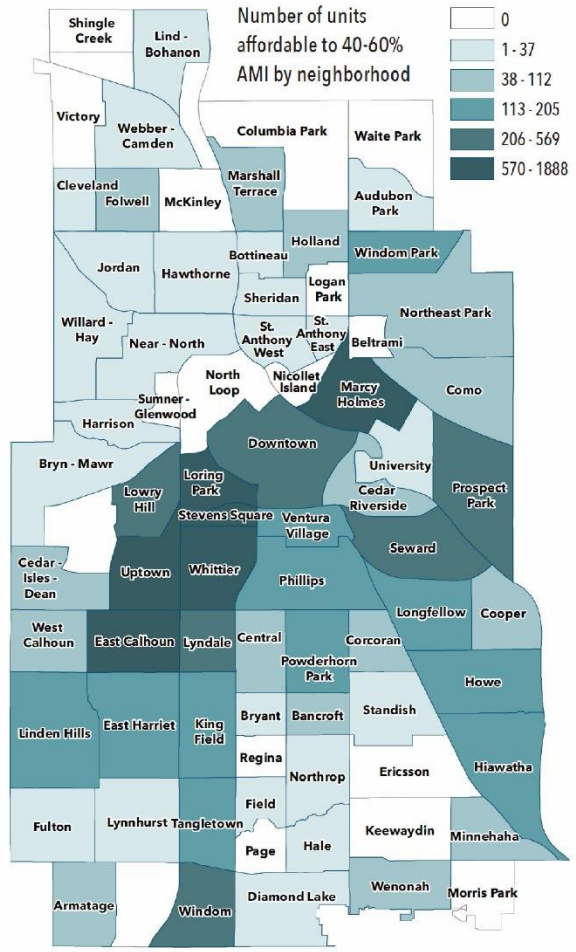 Number of units
affordable to 40-60%
AMI by neighborhood
0
1 - 37
38 - 112
113 - 205
206 - 569
570 - 1888
Shingle
Creek
Lind -
Bohanon
Victory
Webber -
Camden
Columbia Park
Waite Park
Cleveland
Folwell
McKinley
Marshall
Terrace
Audubon
Park
Jordan
Hawthorne
Bottineau
Holland
Windom Park
Logan
Park
Sheridan
Northeast Park
Willard -
Hay
Near - North
St.
Anthony
West
St.
Anthony
East
Beltrami
North
Loop
Nicollet
Island
Marcy
Holmes
Como
Sumner-
Glenwood
Harrison
Downtown
Bryn - Mawr
University
Lowry
Hill
Loring
Park
Cedar
Riverside
Prospect
Park
Stevens Square
Ventura
Village
Seward
Cedar -
Isles -
Dean
Uptown
Whittier
Phillips
Longfellow
Cooper
West
Calhoun
East Calhoun
Lyndale
Central
Corcoran
Powderhorn
Park
Howe
Linden Hills
East Harriet
King
Field
Bryant
Bancroft
Standish
Regina
Ericsson
Hiawatha
Northrop
Field
Fulton
Lynnhurst
Tangletown
Page
Hale
Keewaydin
Minnehaha
Armatage
Windom
Diamond Lake
Wenonah
Morris Park